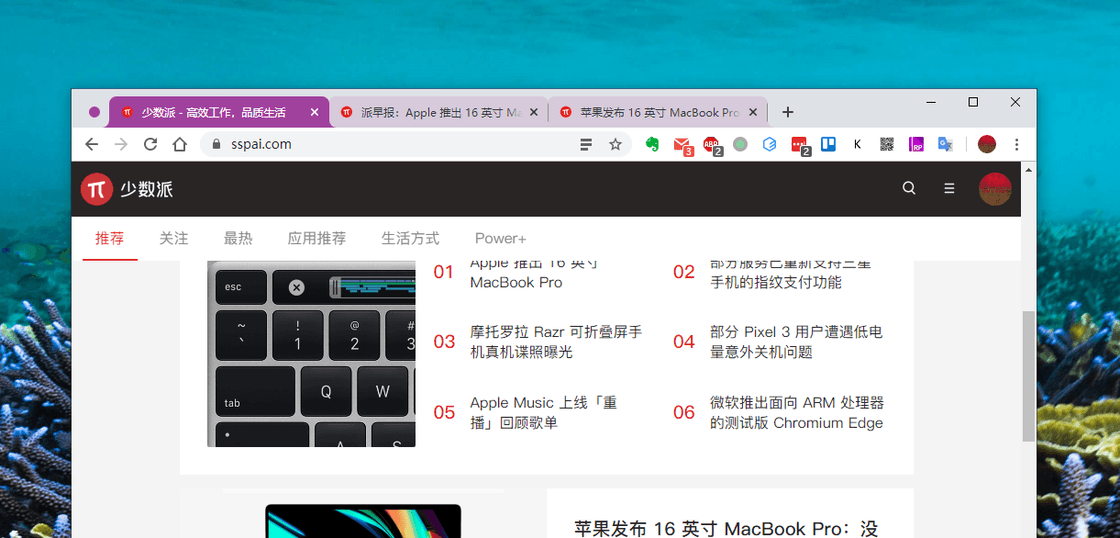 少数派 - 高效工作，品质生活
派早报：Apple 推出 16 英寸 Ma
苹果发布 16 英寸 MacBook Pro
sspai.com
3
ABP
2
2
K
RP
少数派
推荐
关注
最热
应用推荐
生活方式
Power+
esc
~
`
!
1
@
2
#
3
tab
Q
W
A
S
01
Apple 推出 16 英寸
MacBook Pro
02
部分服务已重新支持三星
手机的指纹支付功能
03
摩托罗拉 Razr 可折叠屏手
机真机谍照曝光
04
部分 Pixel 3 用户遭遇低电
量意外关机问题
05
Apple Music 上线「重
播」回顾歌单
06
微软推出面向 ARM 处理器
的测试版 Chromium Edge
苹果发布 16 英寸 MacBook Pro：没